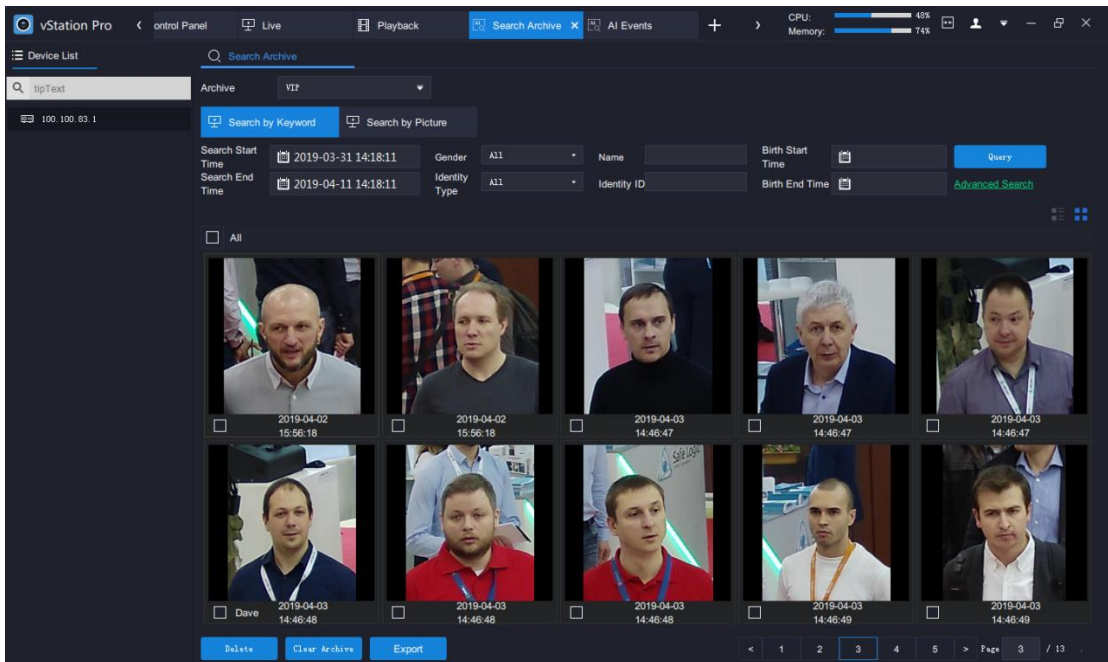 vStation Pro
ontrol Panel
Live
Playback
Search Archive
AI Events
CPU: 48%
Memory: 74%
Device List
Search Archive
tipText
Archive VIP
100.100.83.1
Search by Keyword
Search by Picture
Search Start Time 2019-03-31 14:18:11
Gender All
Name
Birth Start Time
Query
Search End Time 2019-04-11 14:18:11
Identity Type All
Identity ID
Birth End Time
Advanced Search
All
2019-04-02
15:56:18
2019-04-02
15:56:18
2019-04-03
14:46:47
2019-04-03
14:46:47
2019-04-03
14:46:47
Safe Logic
Dave
2019-04-03
14:46:48
2019-04-03
14:46:48
2019-04-03
14:46:48
2019-04-03
14:46:49
2019-04-03
14:46:49
Delete
Clear Archive
Export
< 1 2 3 4 5 > Page 3 / 13